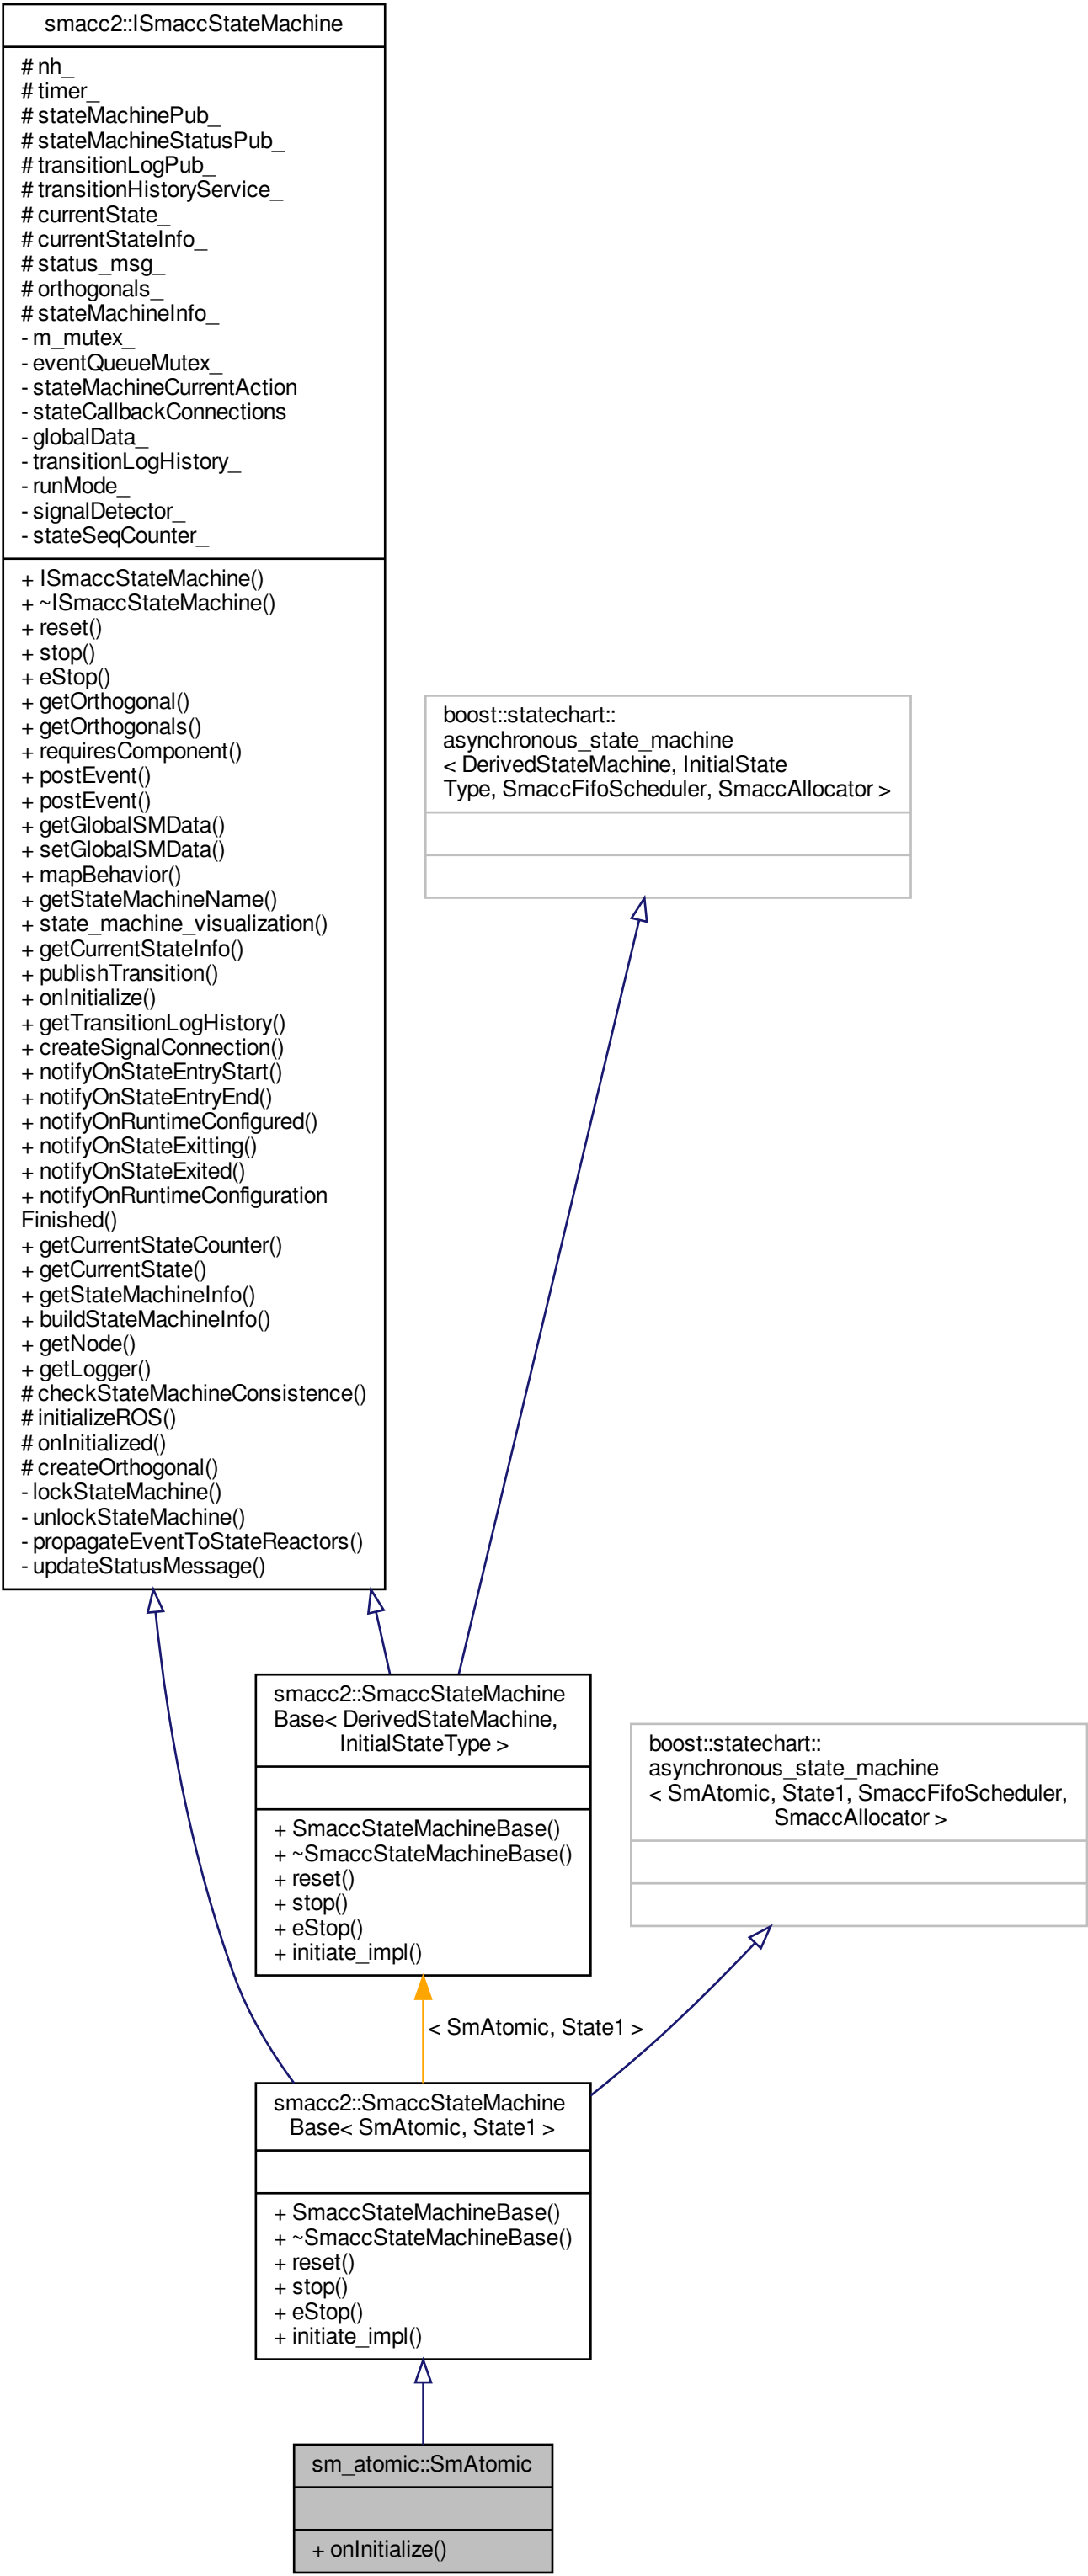 smacc2::ISmaccStateMachine
# nh_
# timer_
# stateMachinePub_
# stateMachineStatusPub_
# transitionLogPub_
# transitionHistoryService_
# currentState_
# currentStateInfo_
# status_msg_
# orthogonals_
# stateMachineInfo_
- m_mutex_
- eventQueueMutex_
- stateMachineCurrentAction
- stateCallbackConnections
- globalData_
- transitionLogHistory_
- runMode_
- signalDetector_
- stateSeqCounter_
+ ISmaccStateMachine()
+ ~ISmaccStateMachine()
+ reset()
+ stop()
+ eStop()
+ getOrthogonal()
+ getOrthogonals()
+ requiresComponent()
+ postEvent()
+ postEvent()
+ getGlobalSMData()
+ setGlobalSMData()
+ mapBehavior()
+ getStateMachineName()
+ state_machine_visualization()
+ getCurrentStateInfo()
+ publishTransition()
+ onInitialize()
+ getTransitionLogHistory()
+ createSignalConnection()
+ notifyOnStateEntryStart()
+ notifyOnStateEntryEnd()
+ notifyOnRuntimeConfigured()
+ notifyOnStateExitting()
+ notifyOnStateExited()
+ notifyOnRuntimeConfiguration
Finished()
+ getCurrentStateCounter()
+ getCurrentState()
+ getStateMachineInfo()
+ buildStateMachineInfo()
+ getNode()
+ getLogger()
# checkStateMachineConsistence()
# initializeROS()
# onInitialized()
# createOrthogonal()
- lockStateMachine()
- unlockStateMachine()
- propagateEventToStateReactors()
- updateStatusMessage()
boost::statechart::
asynchronous_state_machine
< DerivedStateMachine, InitialState
Type, SmaccFifoScheduler, SmaccAllocator >
smacc2::SmaccStateMachine
Base< DerivedStateMachine,
InitialStateType >
+ SmaccStateMachineBase()
+ ~SmaccStateMachineBase()
+ reset()
+ stop()
+ eStop()
+ initiate_impl()
boost::statechart::
asynchronous_state_machine
< SmAtomic, State1, SmaccFifoScheduler,
SmaccAllocator >
< SmAtomic, State1 >
smacc2::SmaccStateMachine
Base< SmAtomic, State1 >
+ SmaccStateMachineBase()
+ ~SmaccStateMachineBase()
+ reset()
+ stop()
+ eStop()
+ initiate_impl()
sm_atomic::SmAtomic
+ onInitialize()